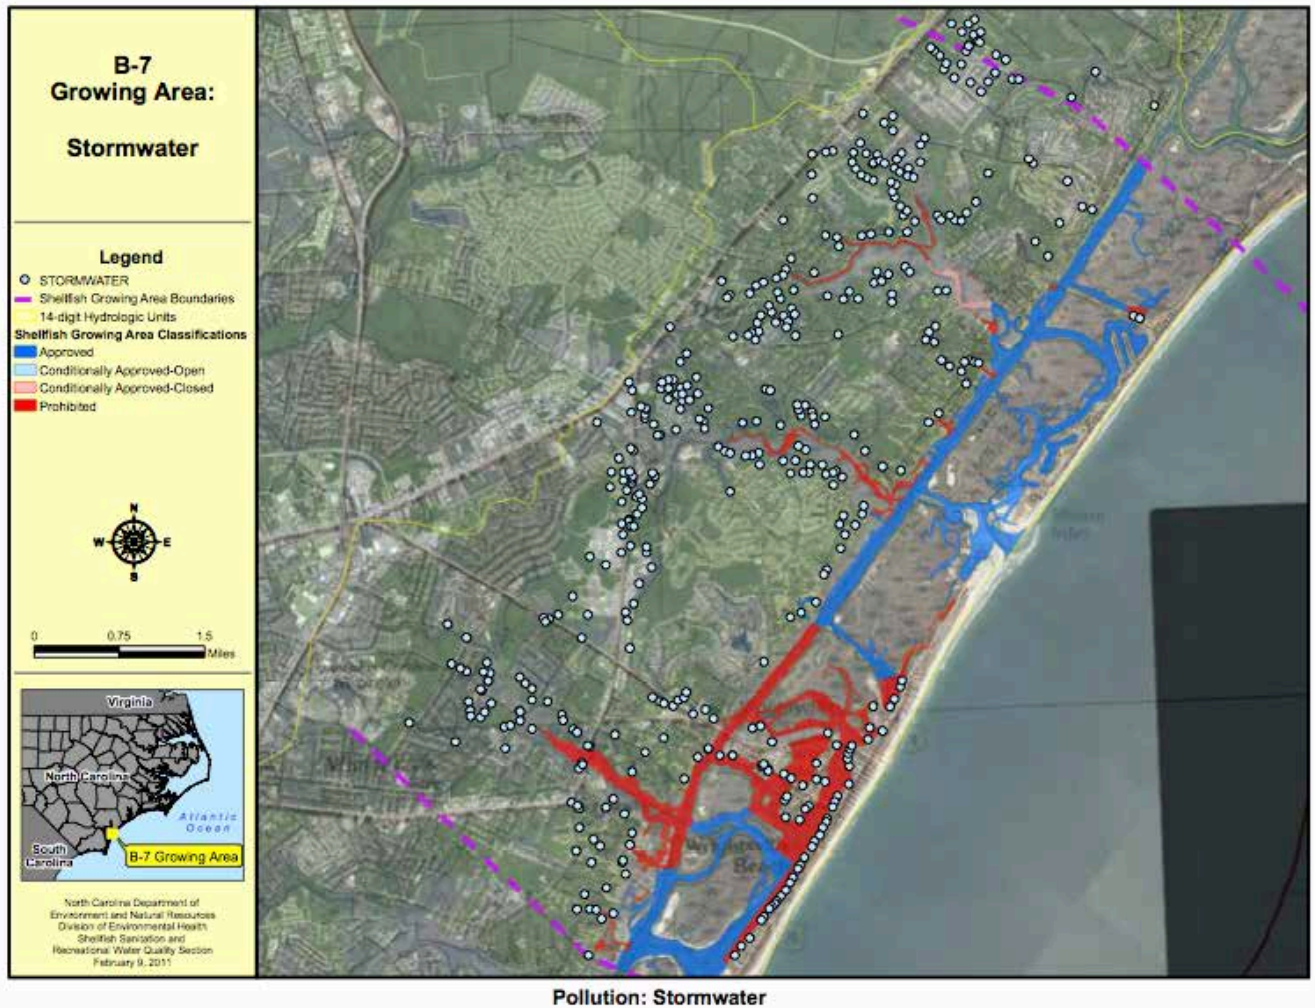 B-7
Growing Area:
Stormwater
Legend
STORMWATER
Shellfish Growing Area Boundaries
14-digit Hydrologic Units
Shellfish Growing Area Classifications
Approved
Conditionally Approved-Open
Conditionally Approved-Closed
Prohibited
N
W
E
S
0
0.75
1.5
Miles
Virginia
North Carolina
Atlantic
Ocean
South
Carolina
B-7 Growing Area
North Carolina Department of
Environment and Natural Resources
Division of Environmental Health
Shellfish Sanitation and
Recreational Water Quality Section
February 9, 2011
Inlet
Pollution: Stormwater